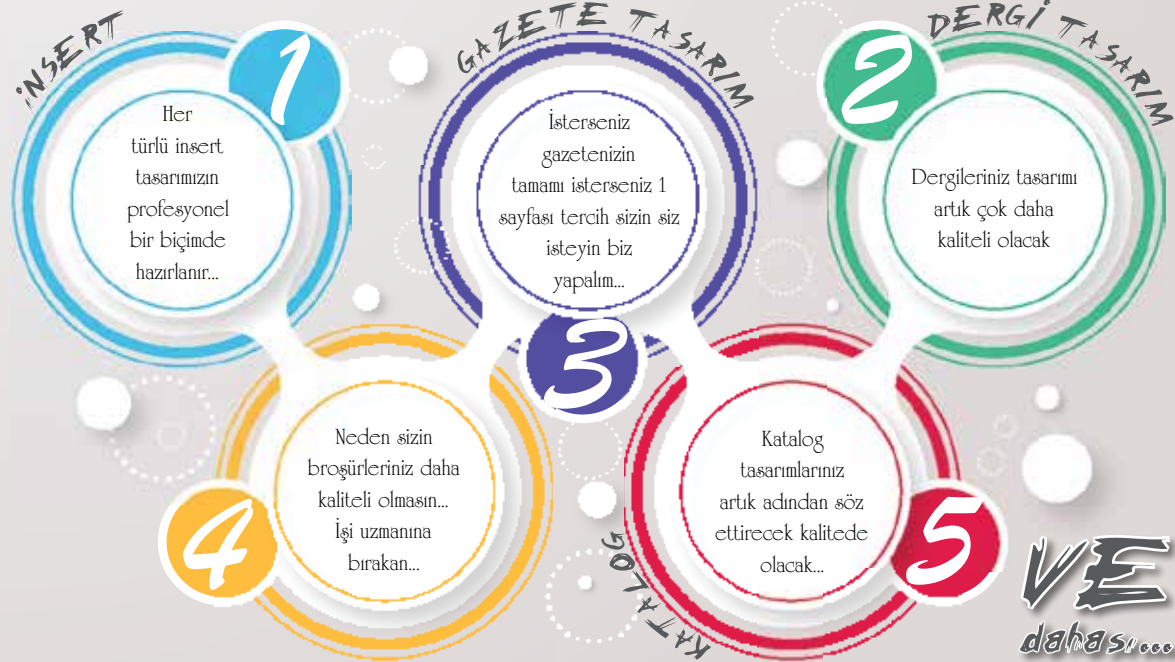 İNSERT
1
Her
türlü insert
tasarımızın
profesyonel
bir biçimde
hazırlanır...
GAZETE TASARIM
İsterseniz
gazetenizin
tamamı isterseniz 1
sayfası tercih sizin siz
isteyin biz
yapalım...
3
DERGİ TASARIM
2
Dergileriniz tasarımı
artık çok daha
kaliteli olacak
4
Neden sizin
broşürleriniz daha
kaliteli olmasın...
İşi uzmanına
bırakan...
KATALOG
Katalog
tasarımlarınız
artık adından söz
ettirecek kalitede
olacak...
5
VE
dahası....